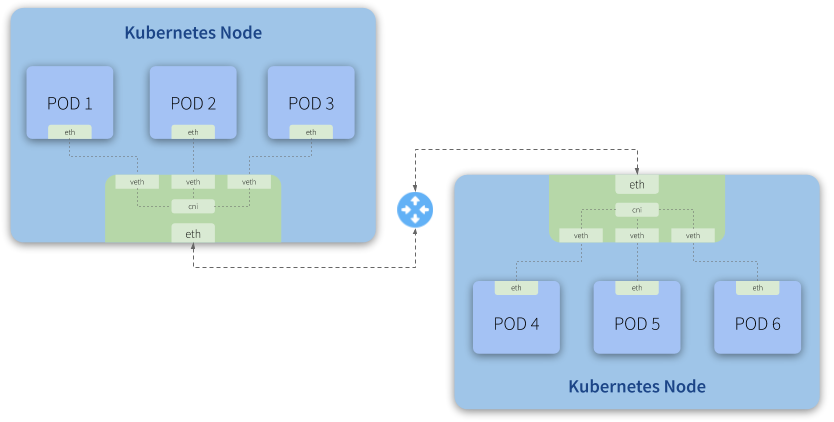 Kubernetes Node
POD 1
POD 2
POD 3
eth
eth
eth
veth
veth
veth
cni
eth
eth
cni
veth
veth
veth
eth
eth
eth
POD 4
POD 5
POD 6
Kubernetes Node